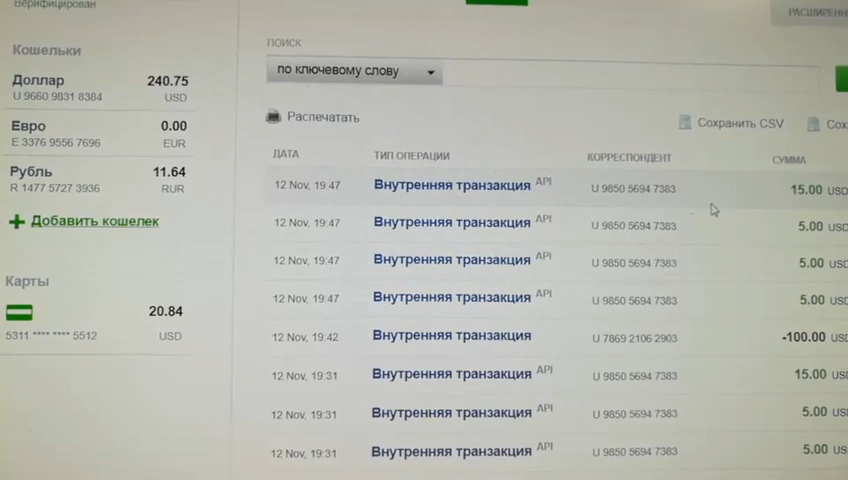 Верифицирован
РАСШИРЕНН
Кошельки
ПОИСК
Доллар 240.75
U 9660 9831 8384 USD
по ключевому слову
Евро 0.00
E 3376 9556 7696 EUR
Распечатать
Сохранить CSV
Сох
Рубль 11.64
R 1477 5727 3936 RUR
Добавить кошелек
Карты
20.84
5311 **** **** 5512 USD
ДАТА ТИП ОПЕРАЦИИ КОРРЕСПОНДЕНТ СУММА
12 Nov, 19:47 Внутренняя транзакция API U 9850 5694 7383 15.00 USD
12 Nov, 19:47 Внутренняя транзакция API U 9850 5694 7383 5.00 USD
12 Nov, 19:47 Внутренняя транзакция API U 9850 5694 7383 5.00 USD
12 Nov, 19:47 Внутренняя транзакция API U 9850 5694 7383 5.00 USD
12 Nov, 19:42 Внутренняя транзакция U 7869 2106 2903 -100.00 USD
12 Nov, 19:31 Внутренняя транзакция API U 9850 5694 7383 15.00 USD
12 Nov, 19:31 Внутренняя транзакция API U 9850 5694 7383 5.00 USD
12 Nov, 19:31 Внутренняя транзакция API U 9850 5694 7383 5.00 USD